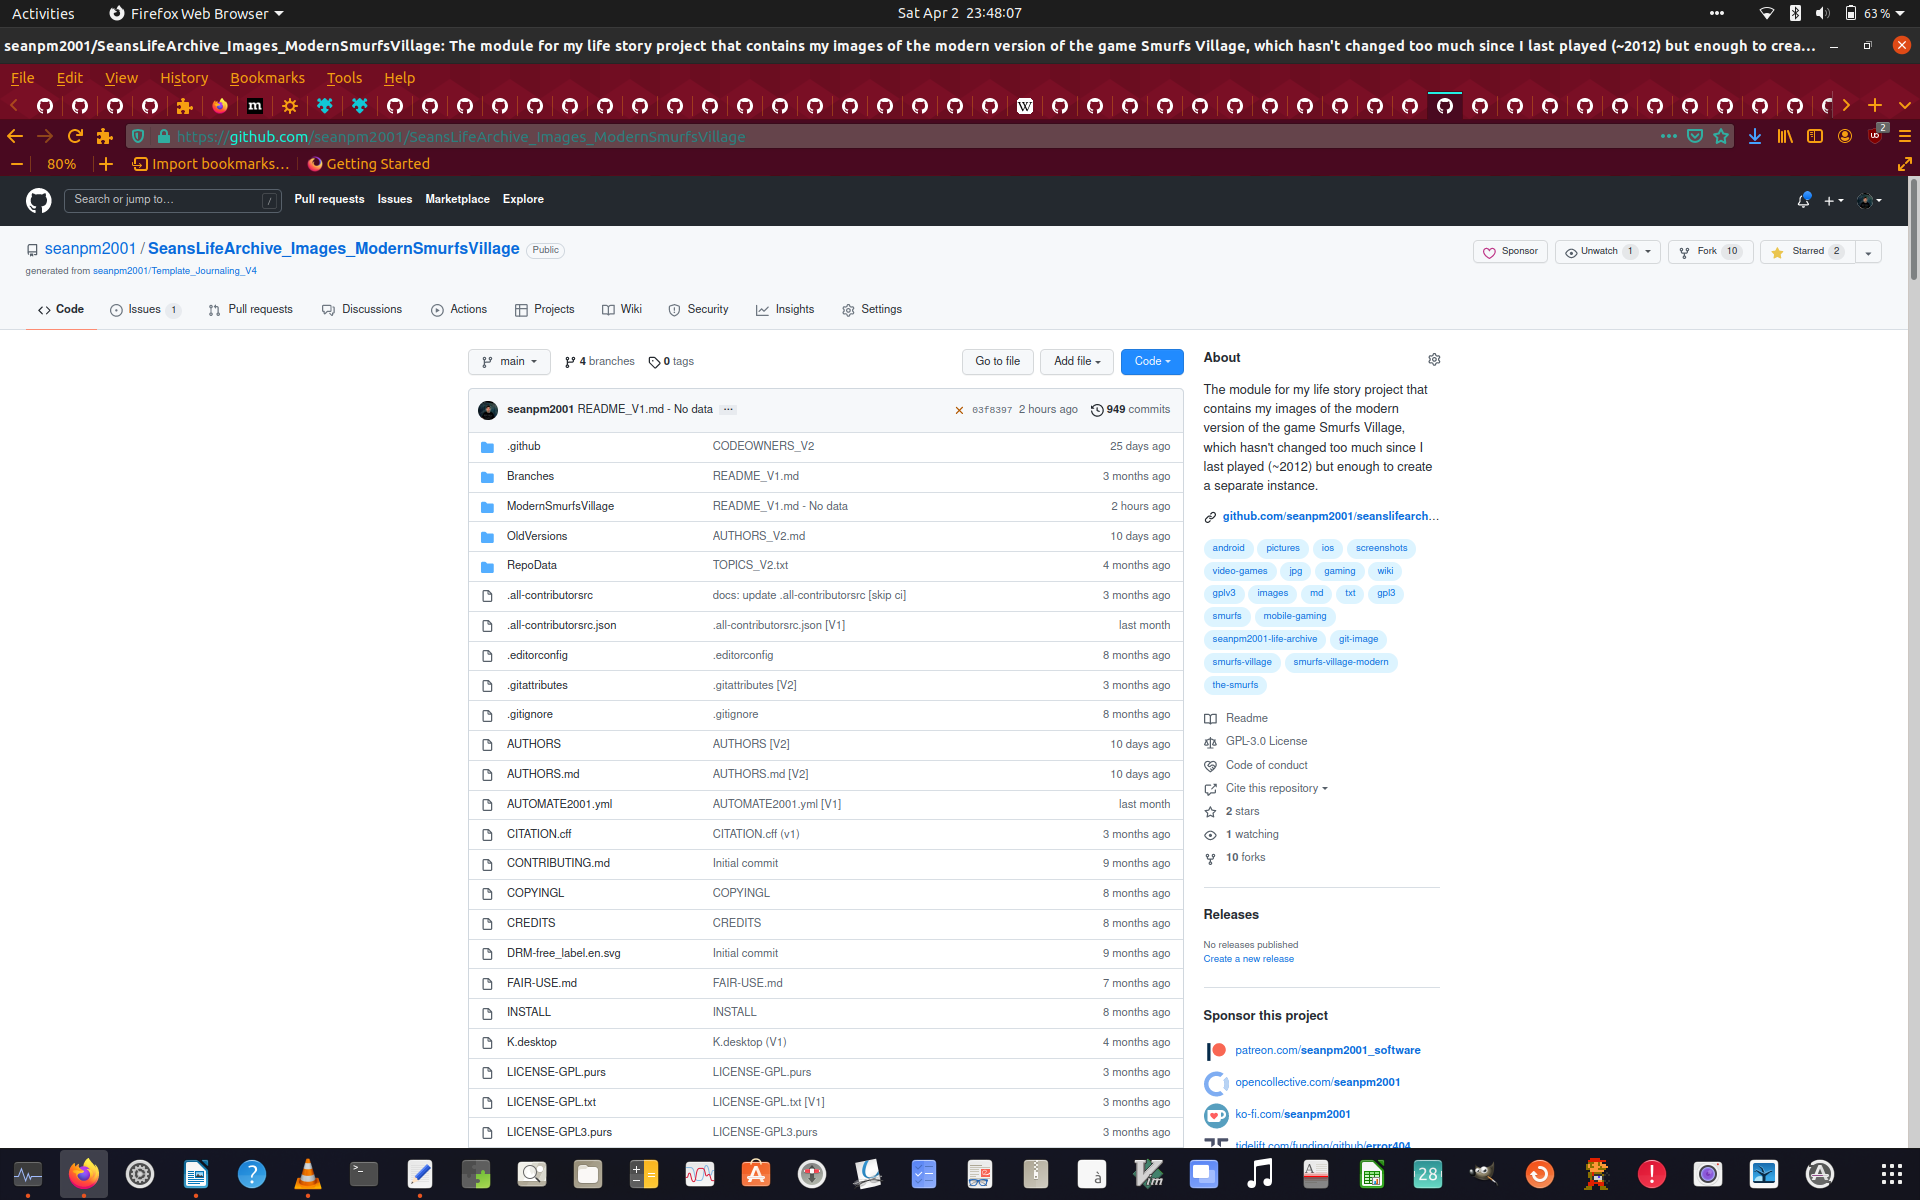 Activities Firefox Web Browser Sat Apr 2 23:48:07 63 %
seanpm2001/SeansLifeArchive_Images_ModernSmurfsVillage: The module for my life story project that contains my images of the modern version of the game Smurfs Village, which hasn't changed too much since I last played (~2012) but enough to crea...
File Edit View History Bookmarks Tools Help
https://github.com/seanpm2001/SeansLifeArchive_Images_ModernSmurfsVillage 2
80% Import bookmarks... Getting Started
Search or jump to... / Pull requests Issues Marketplace Explore
seanpm2001 / SeansLifeArchive_Images_ModernSmurfsVillage Public Sponsor Unwatch 1 Fork 10 Starred 2
generated from seanpm2001/Template_Journaling_V4
Code Issues 1 Pull requests Discussions Actions Projects Wiki Security Insights Settings
main 4 branches 0 tags Go to file Add file Code
seanpm2001 README_V1.md - No data ... 03f8397 2 hours ago 949 commits
.github CODEOWNERS_V2 25 days ago
Branches README_V1.md 3 months ago
ModernSmurfsVillage README_V1.md - No data 2 hours ago
OldVersions AUTHORS_V2.md 10 days ago
RepoData TOPICS_V2.txt 4 months ago
.all-contributorsrc docs: update .all-contributorsrc [skip ci] 3 months ago
.all-contributorsrc.json .all-contributorsrc.json [V1] last month
.editorconfig .editorconfig 8 months ago
.gitattributes .gitattributes [V2] 3 months ago
.gitignore .gitignore 8 months ago
AUTHORS AUTHORS [V2] 10 days ago
AUTHORS.md AUTHORS.md [V2] 10 days ago
AUTOMATE2001.yml AUTOMATE2001.yml [V1] last month
CITATION.cff CITATION.cff (v1) 3 months ago
CONTRIBUTING.md Initial commit 9 months ago
COPYINGL COPYINGL 8 months ago
CREDITS CREDITS 8 months ago
DRM-free_label.en.svg Initial commit 9 months ago
FAIR-USE.md FAIR-USE.md 7 months ago
INSTALL INSTALL 8 months ago
K.desktop K.desktop (V1) 4 months ago
LICENSE-GPL.purs LICENSE-GPL.purs 3 months ago
LICENSE-GPL.txt LICENSE-GPL.txt [V1] 3 months ago
LICENSE-GPL3.purs LICENSE-GPL3.purs 3 months ago
About
The module for my life story project that
contains my images of the modern
version of the game Smurfs Village,
which hasn't changed too much since I
last played (~2012) but enough to create
a separate instance.
github.com/seanpm2001/seanslifearch...
android pictures ios screenshots
video-games jpg gaming wiki
gplv3 images md txt gpl3
smurfs mobile-gaming
seanpm2001-life-archive git-image
smurfs-village smurfs-village-modern
the-smurfs
Readme
GPL-3.0 License
Code of conduct
Cite this repository
2 stars
1 watching
10 forks
Releases
No releases published
Create a new release
Sponsor this project
patreon.com/seanpm2001_software
opencollective.com/seanpm2001
ko-fi.com/seanpm2001
tidelift.com/funding/github/error404
28